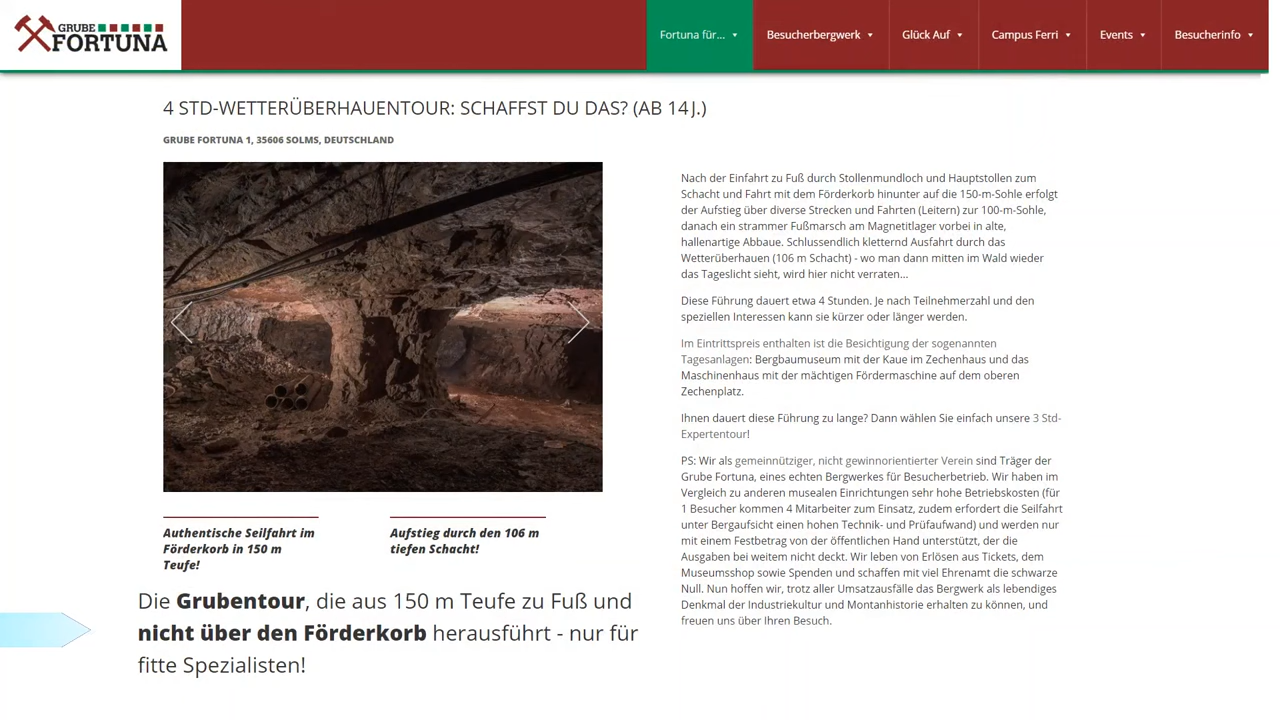 GRUBE
FORTUNA
Fortuna für...
Besucherbergwerk
Glück Auf
Campus Ferri
Events
Besucherinfo
4 STD-WETTERÜBERHAUENTOUR: SCHAFFST DU DAS? (AB 14 J.)
GRUBE FORTUNA 1, 35606 SOLMS, DEUTSCHLAND
Authentische Seilfahrt im
Förderkorb in 150 m
Teufe!
Aufstieg durch den 106 m
tiefen Schacht!
Die Grubentour, die aus 150 m Teufe zu Fuß und
nicht über den Förderkorb herausführt - nur für
fitte Spezialisten!
Nach der Einfahrt zu Fuß durch Stollenmundloch und Hauptstollen zum
Schacht und Fahrt mit dem Förderkorb hinunter auf die 150-m-Sohle erfolgt
der Aufstieg über diverse Strecken und Fahrten (Leitern) zur 100-m-Sohle,
danach ein strammer Fußmarsch am Magnetitlager vorbei in alte,
hallenartige Abbaue. Schlussendlich kletternd Ausfahrt durch das
Wetterüberhauen (106 m Schacht) - wo man dann mitten im Wald wieder
das Tageslicht sieht, wird hier nicht verraten...
Diese Führung dauert etwa 4 Stunden. Je nach Teilnehmerzahl und den
speziellen Interessen kann sie kürzer oder länger werden.
Im Eintrittspreis enthalten ist die Besichtigung der sogenannten
Tagesanlagen: Bergbaumuseum mit der Kaue im Zechenhaus und das
Maschinenhaus mit der mächtigen Fördermaschine auf dem oberen
Zechenplatz.
Ihnen dauert diese Führung zu lange? Dann wählen Sie einfach unsere 3 Std-
Expertentour!
PS: Wir als gemeinnütziger, nicht gewinnorientierter Verein sind Träger der
Grube Fortuna, eines echten Bergwerkes für Besucherbetrieb. Wir haben im
Vergleich zu anderen musealen Einrichtungen sehr hohe Betriebskosten (für
1 Besucher kommen 4 Mitarbeiter zum Einsatz, zudem erfordert die Seilfahrt
unter Bergaufsicht einen hohen Technik- und Prüfaufwand) und werden nur
mit einem Festbetrag von der öffentlichen Hand unterstützt, der die
Ausgaben bei weitem nicht deckt. Wir leben von Erlösen aus Tickets, dem
Museumsshop sowie Spenden und schaffen mit viel Ehrenamt die schwarze
Null. Nun hoffen wir, trotz aller Umsatzausfälle das Bergwerk als lebendiges
Denkmal der Industriekultur und Montanhistorie erhalten zu können, und
freuen uns über Ihren Besuch.